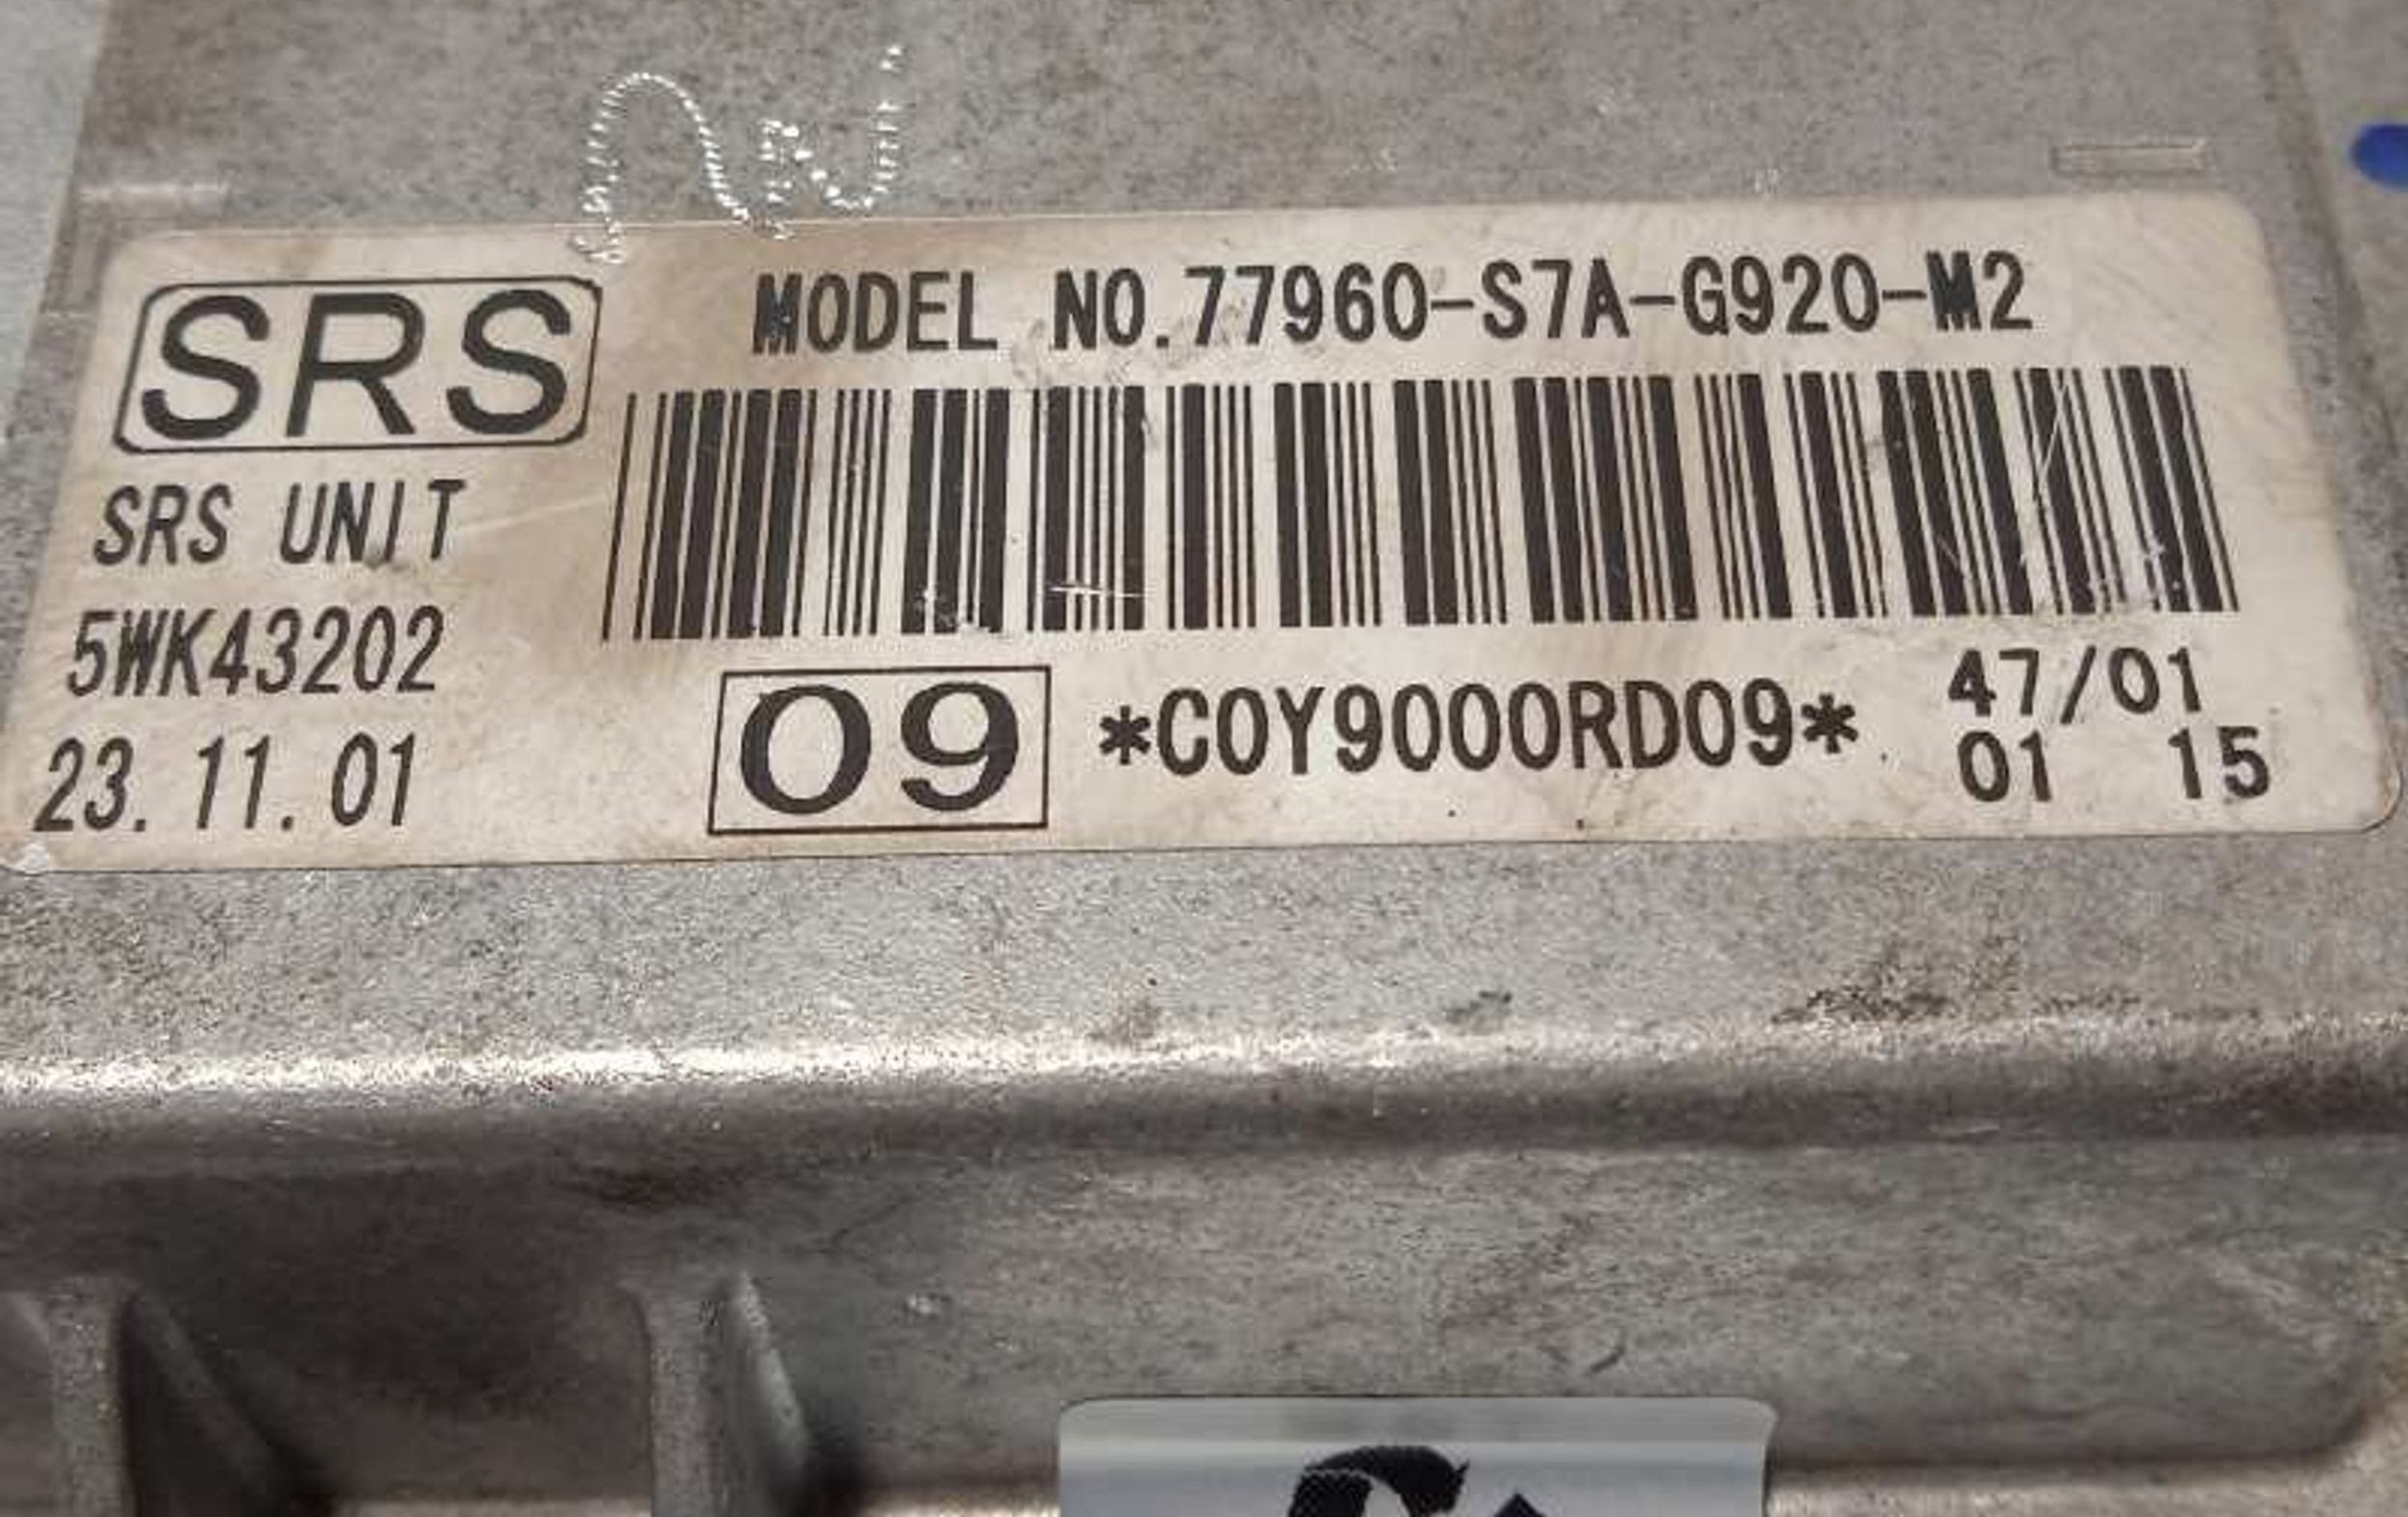 SRS
MODEL NO.77960-S7A-G920-M2
SRS UNIT
5WK43202
23.11.01
09
*C0Y9000RD09*
47/01
01 15